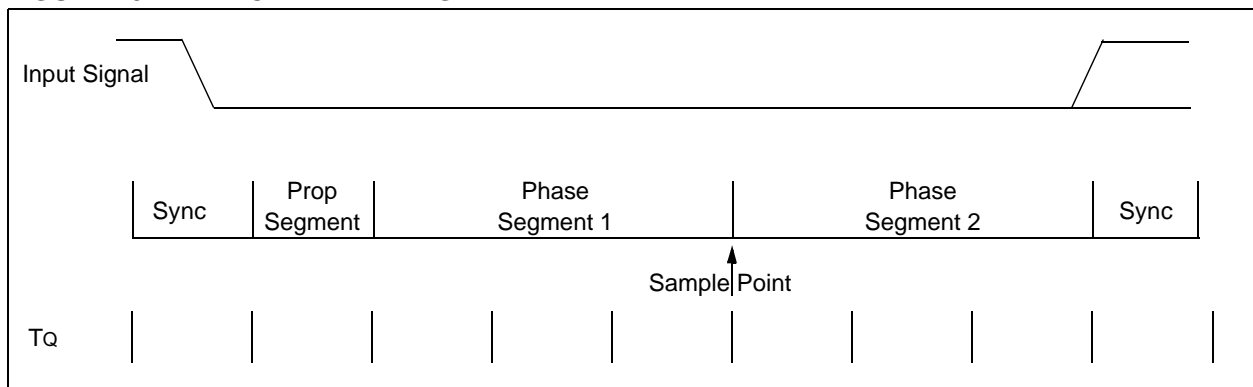 Input Signal
Sync
Prop
Segment
Phase
Segment 1
Phase
Segment 2
Sync
Sample Point
TQ